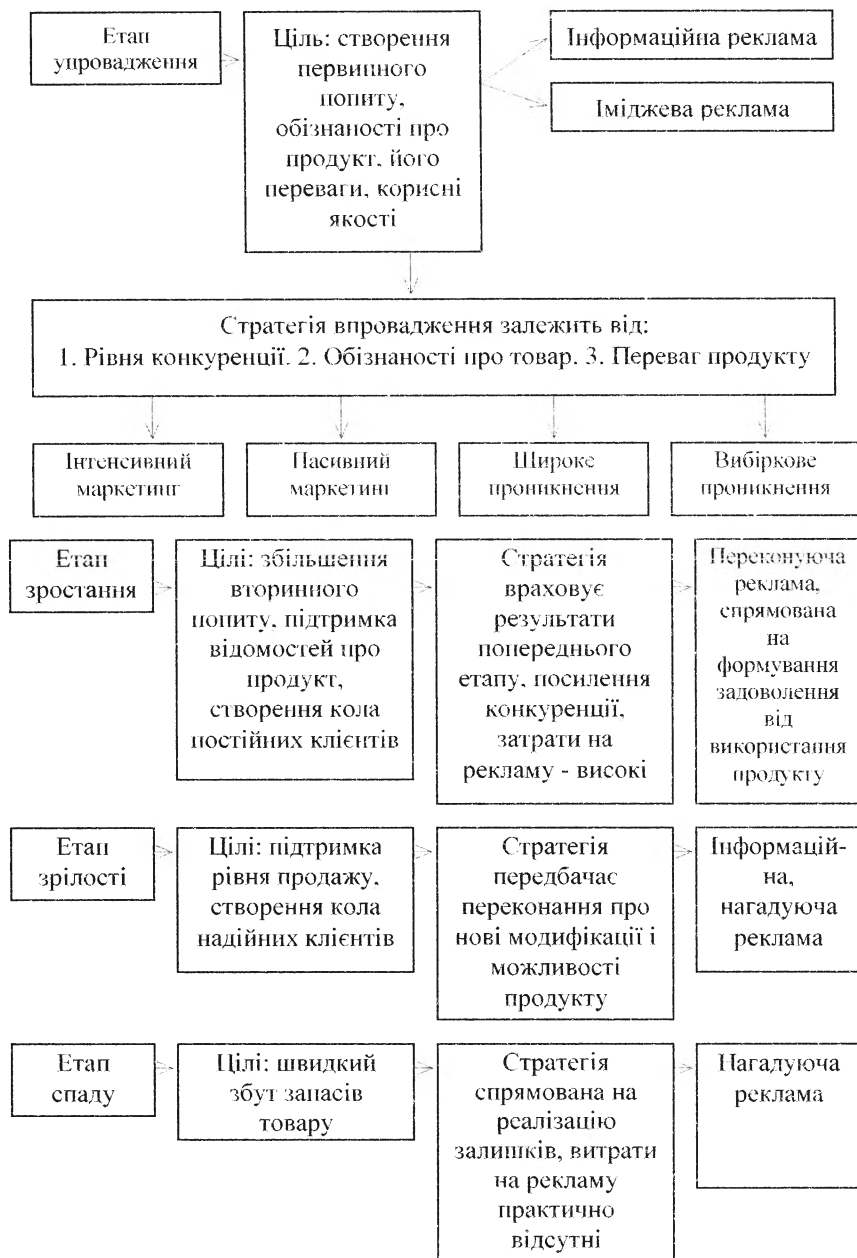 Етап
упровадження
Ціль: створення
первинного
попиту,
обізнаності про
продукт, його
переваги, корисні
якості
Інформаційна реклама
Іміджева реклама
Стратегія впровадження залежить від:
1. Рівня конкуренції. 2. Обізнаності про товар. 3. Переваг продукту
Інтенсивний
маркетинг
Пасивний
маркетинг
Широке
проникнення
Вибіркове
проникнення
Етап
зростання
Цілі: збільшення
вторинного
попиту, підтримка
відомостей про
продукт,
створення кола
постійних клієнтів
Стратегія
враховує
результати
попереднього
етапу, посилення
конкуренції,
затрати на
рекламу - високі
Переконуюча
реклама,
спрямована
на
формування
задоволення
від
використання
продукту
Етап
зрілості
Цілі: підтримка
рівня продажу,
створення кола
надійних клієнтів
Стратегія
передбачає
переконання про
нові модифікації і
можливості
продукту
Інформацій-
на,
нагадуюча
реклама
Етап
спаду
Цілі: швидкий
збут запасів
товару
Стратегія
спрямована на
реалізацію
залишків, витрати
на рекламу
практично
відсутні
Нагадуюча
реклама